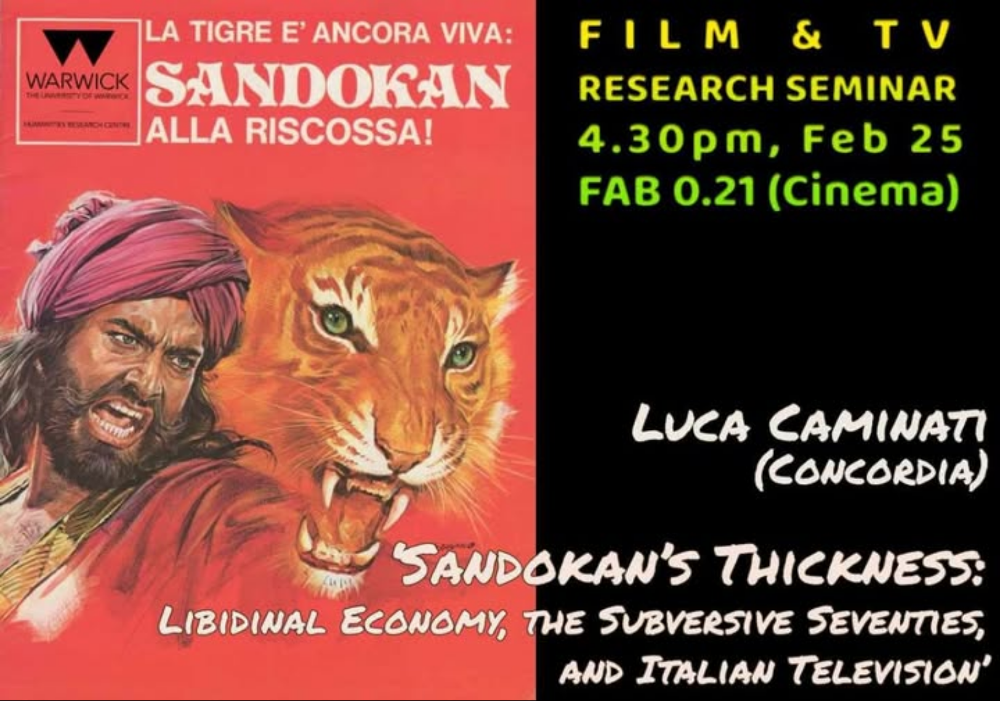 WARWICK
THE UNIVERSITY OF WARWICK
HUMANITIES RESEARCH CENTRE
LA TIGRE E' ANCORA VIVA:
SANDOKAN
ALLA RISCOSSA!
FILM & TV
RESEARCH SEMINAR
4.30pm, Feb 25
FAB 0.21 (Cinema)
LUCA CAMINATI
(CONCORDIA)
'SANDOKAN'S THICKNESS:
LIBIDINAL ECONOMY, THE SUBVERSIVE SEVENTIES,
AND ITALIAN TELEVISION'